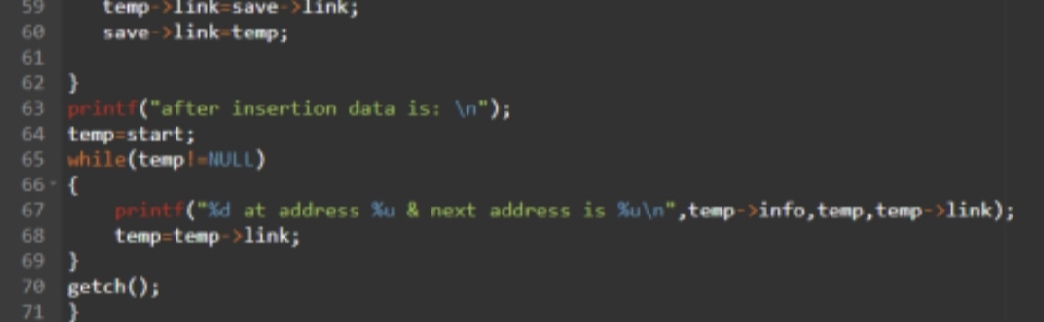 59 temp->link=save->link;
60 save->link=temp;
61
62 }
63 printf("after insertion data is: \n");
64 temp=start;
65 while(temp!=NULL)
66 {
67 printf("%d at address %u & next address is %u\n",temp->info,temp,temp->link);
68 temp=temp->link;
69 }
70 getch();
71 }